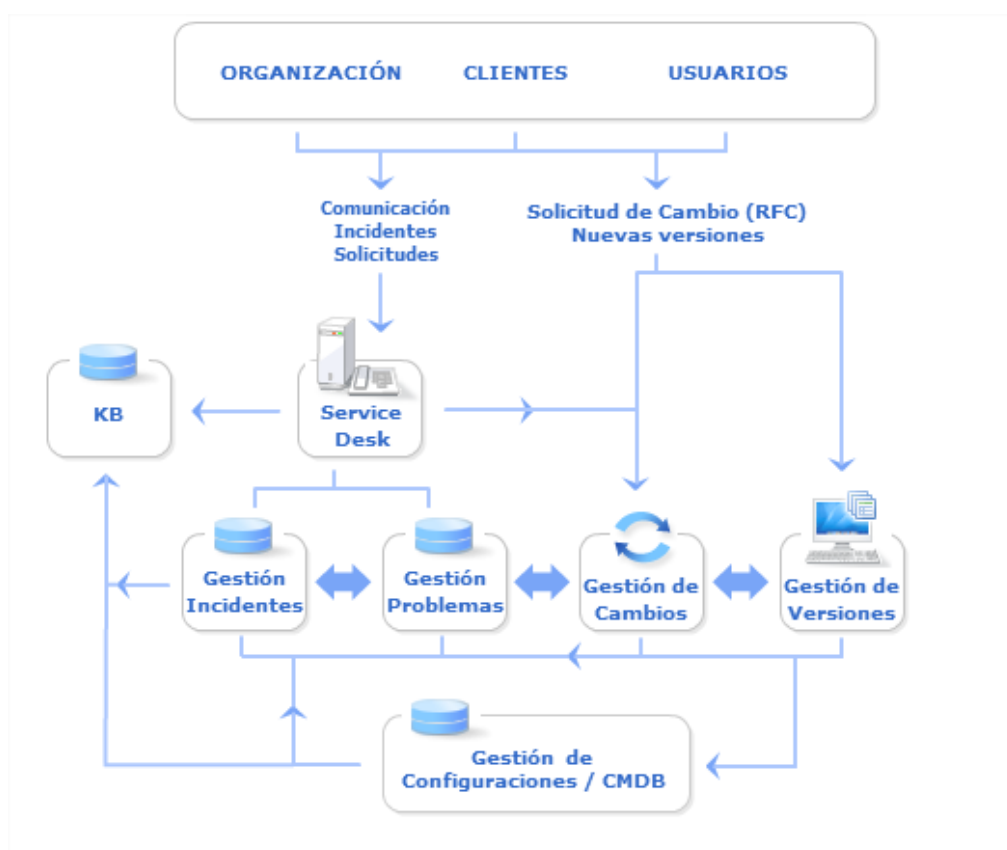 ORGANIZACIÓN CLIENTES USUARIOS
Comunicación
Incidentes
Solicitudes
Solicitud de Cambio (RFC)
Nuevas versiones
KB
Service
Desk
Gestión
Incidentes
Gestión
Problemas
Gestión de
Cambios
Gestión de
Versiones
Gestión de
Configuraciones / CMDB